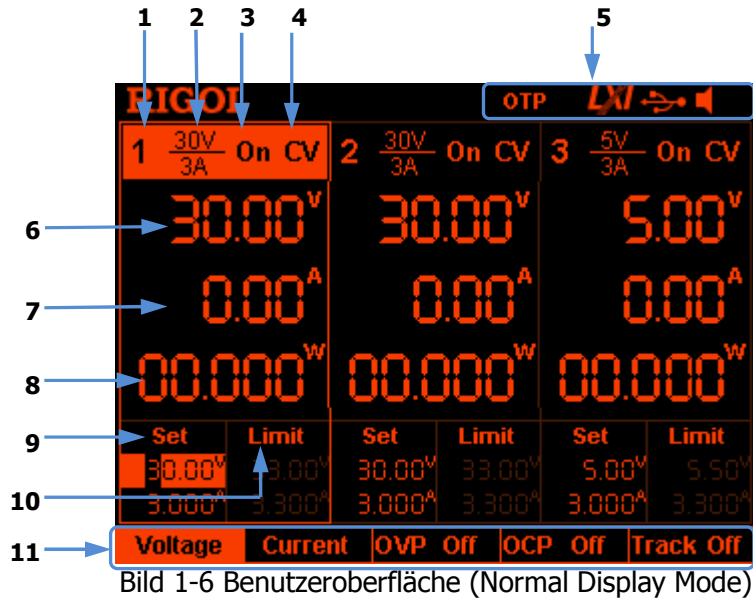 1 2 3 4 5
RIGOL OTP LXI
1 30V/3A On CV 2 30V/3A On CV 3 5V/3A On CV
6 30.00V 30.00V 5.00V
7 0.00A 0.00A 0.00A
8 00.000W 00.000W 00.000W
9 Set Limit Set Limit Set Limit
30.00V 33.00V 30.00V 33.00V 5.00V 5.50V
10 3.000A 3.300A 3.000A 3.300A 3.000A 3.300A
11 Voltage Current OVP Off OCP Off Track Off
Bild 1-6 Benutzeroberfläche (Normal Display Mode)